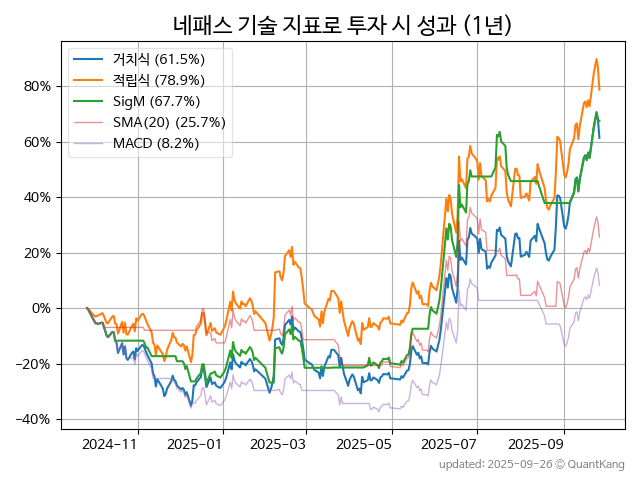 네패스 기술 지표로 투자 시 성과 (1년)
거치식 (61.5%)
적립식 (78.9%)
SigM (67.7%)
SMA(20) (25.7%)
MACD (8.2%)
80%
60%
40%
20%
0%
−20%
−40%
2024-11
2025-01
2025-03
2025-05
2025-07
2025-09
updated: 2025-09-26 © QuantKang